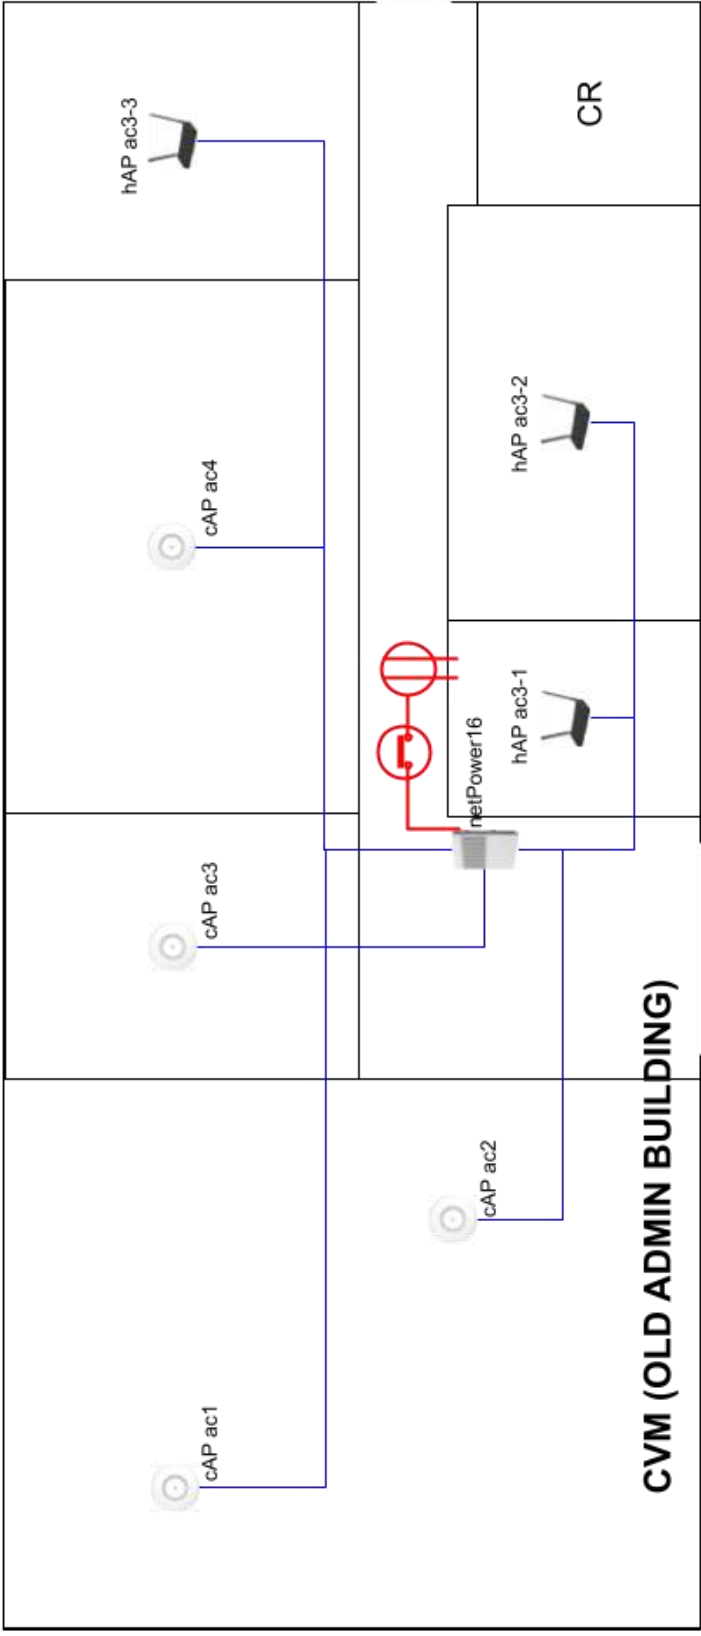 hAP ac3-3
CR
hAP ac3-2
cAP ac4
hAP ac3-1
netPower16
cAP ac3
cAP ac2
cAP ac1
CVM (OLD ADMIN BUILDING)